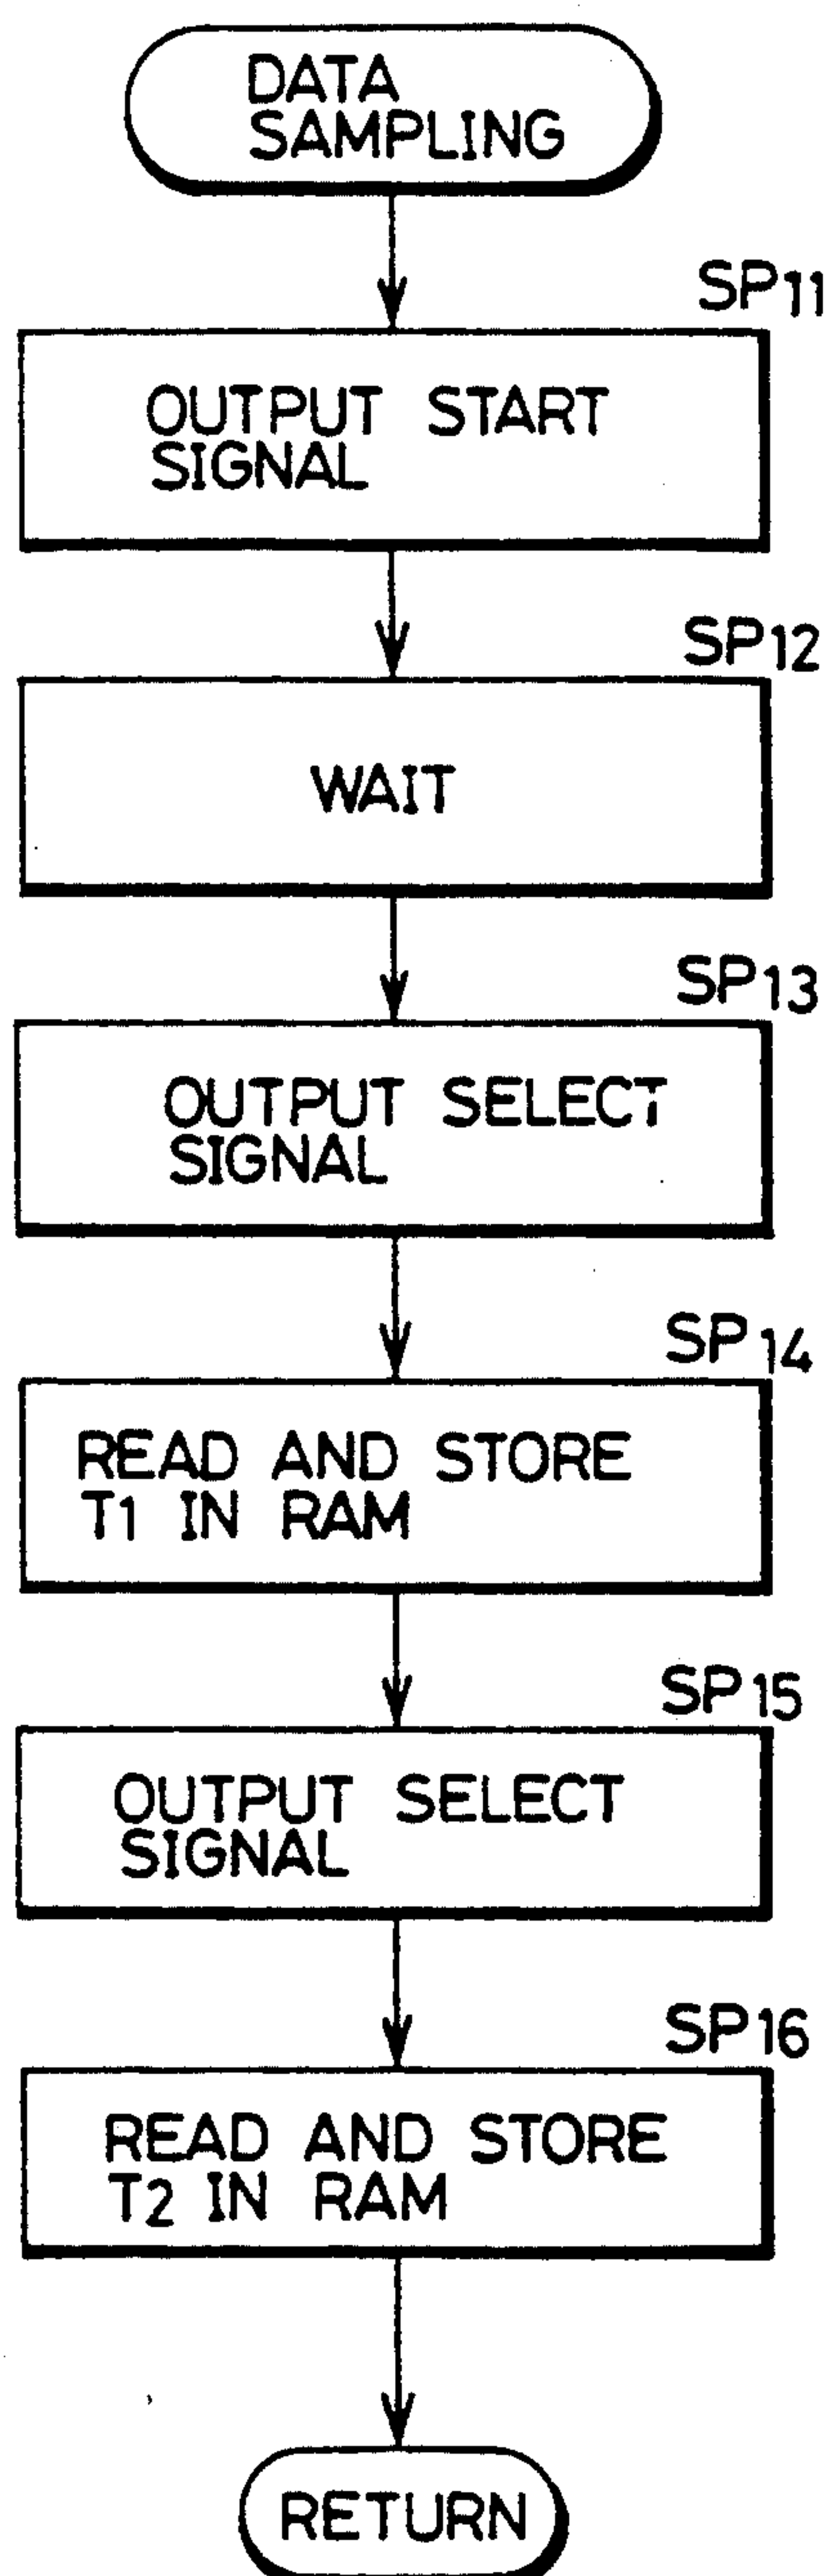 DATA
SAMPLING
SP11
OUTPUT START
SIGNAL
SP12
WAIT
SP13
OUTPUT SELECT
SIGNAL
SP14
READ AND STORE
T1 IN RAM
SP15
OUTPUT SELECT
SIGNAL
SP16
READ AND STORE
T2 IN RAM
RETURN